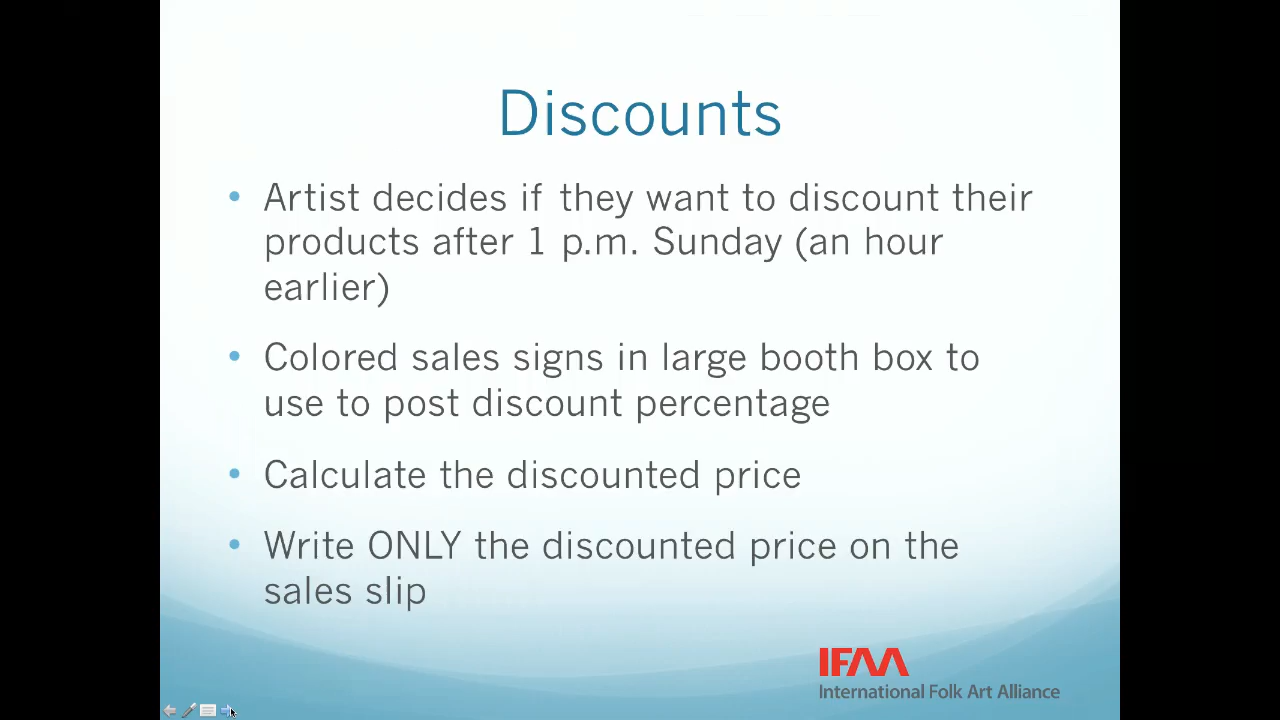 Discounts
• Artist decides if they want to discount their
products after 1 p.m. Sunday (an hour
earlier)
• Colored sales signs in large booth box to
use to post discount percentage
• Calculate the discounted price
• Write ONLY the discounted price on the
sales slip
IFAA
International Folk Art Alliance